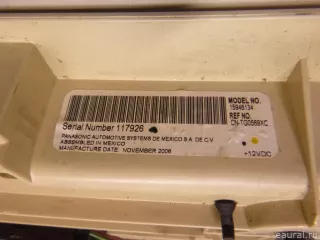 MODEL NO.
15946134
REF NO.
CN-TG0569XC
Serial Number 117926
PANASONIC AUTOMOTIVE SYSTEMS DE MEXICO S.A. DE C.V
ASSEMBLED IN MEXICO
MANUFACTURE DATE: NOVEMBER 2006
+12VDC
© eaural.ru